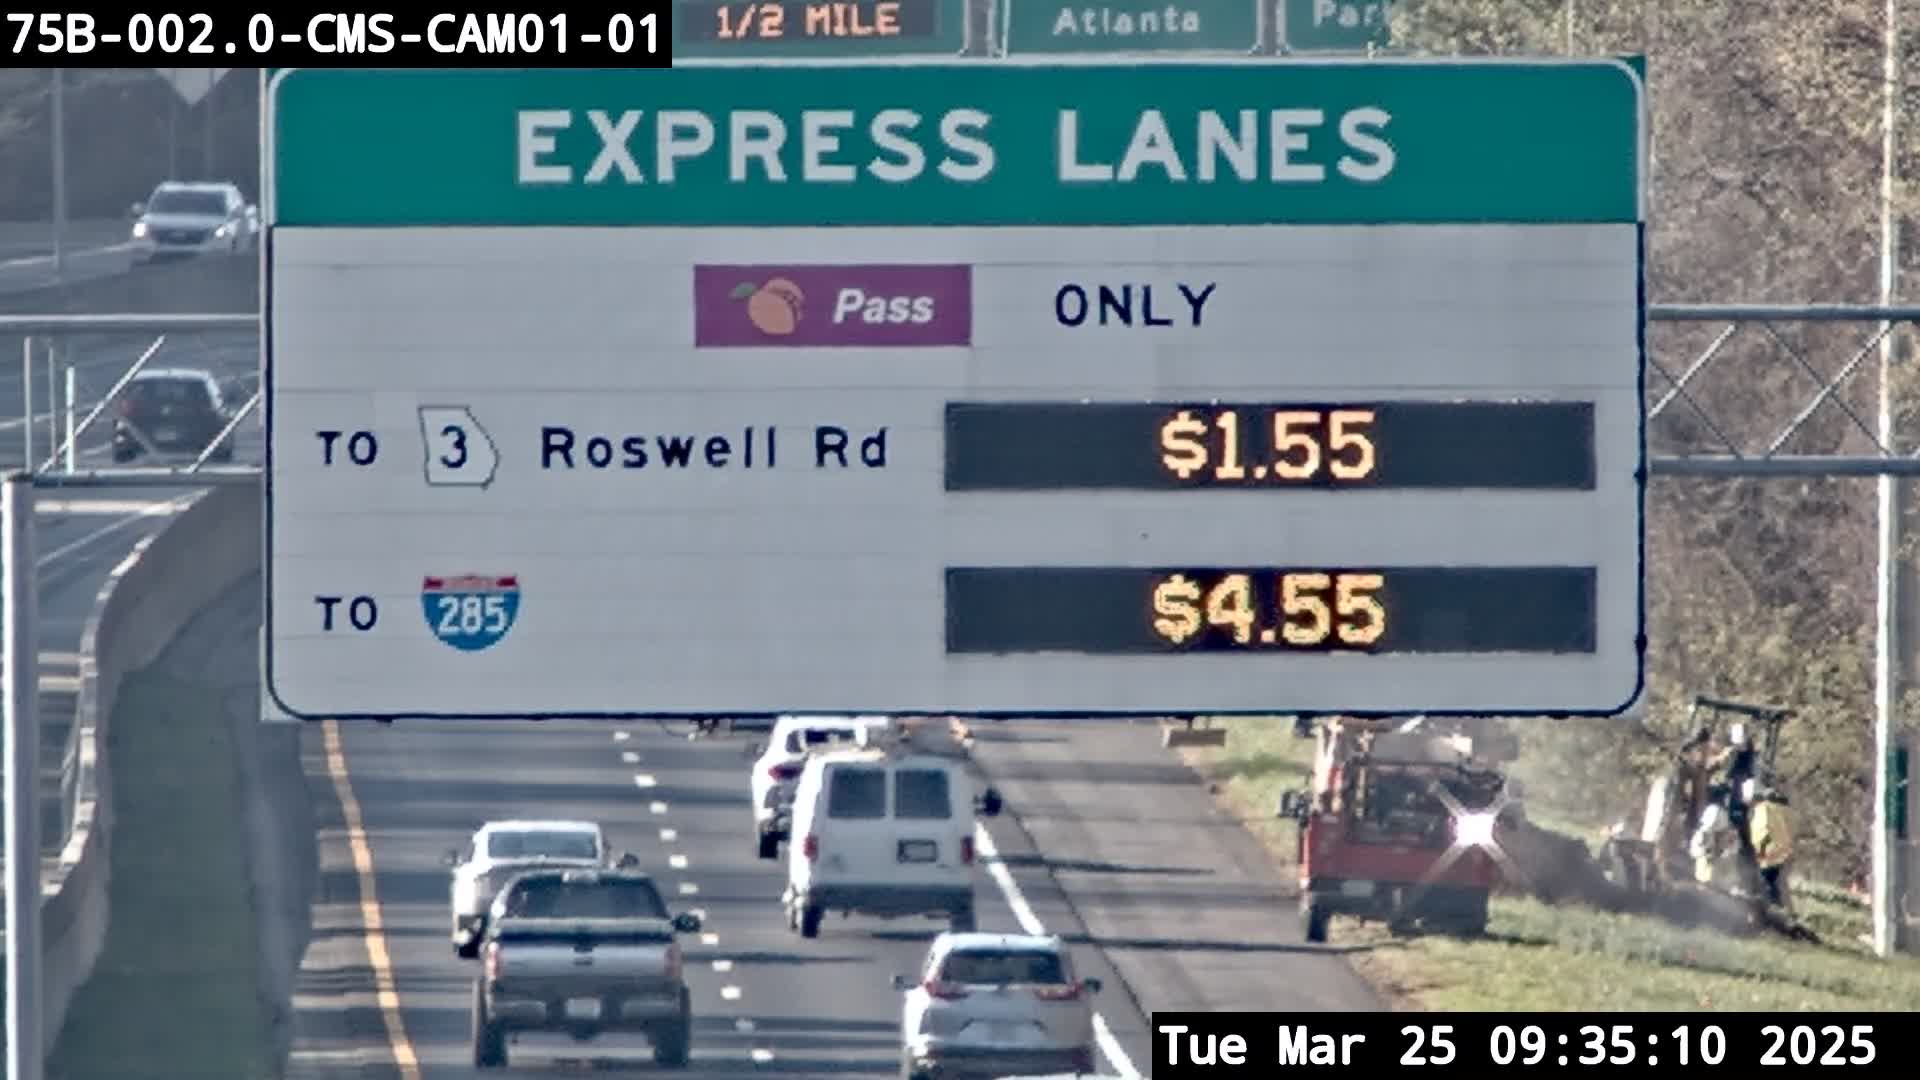 75B-002.0-CMS-CAM01-01
1/2 MILE
Atlanta
EXPRESS LANES
Pass ONLY
TO 3 Roswell Rd $1.55
TO 285 $4.55
Tue Mar 25 09:35:10 2025